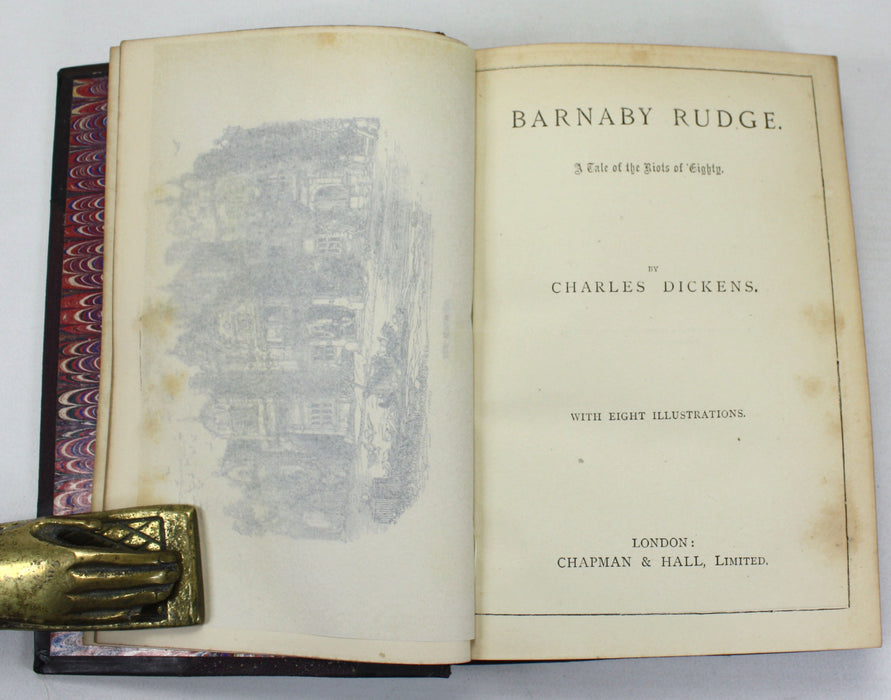 BARNABY RUDGE.
A Tale of the Riots of 'Eighty.
BY
CHARLES DICKENS.
WITH EIGHT ILLUSTRATIONS.
LONDON:
CHAPMAN & HALL, LIMITED.